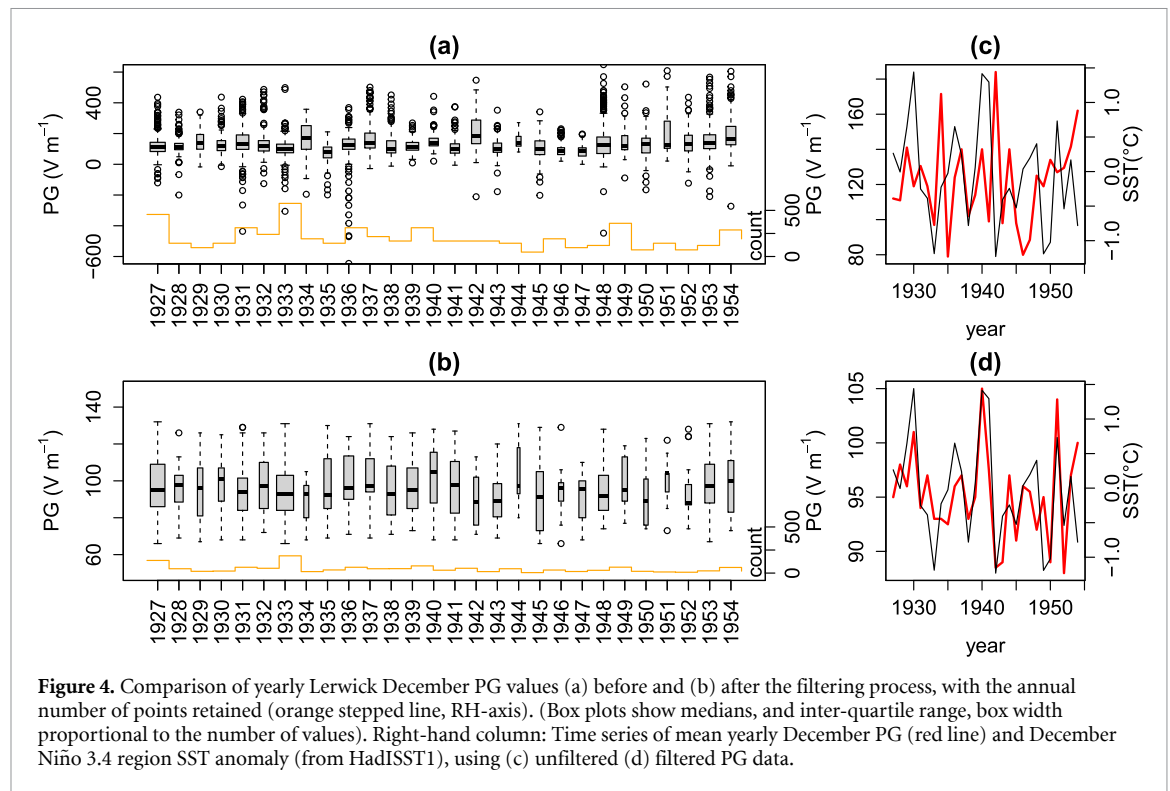 (a)
PG (V m⁻¹)
400
0
−600
count
500
0
1927 1928 1929 1930 1931 1932 1933 1934 1935 1936 1937 1938 1939 1940 1941 1942 1943 1944 1945 1946 1947 1948 1949 1950 1951 1952 1953 1954
(c)
PG (V m⁻¹)
160
120
80
SST(°C)
1.0
0.0
−1.0
1930 1940 1950
year
(b)
PG (V m⁻¹)
140
100
60
count
500
0
1927 1928 1929 1930 1931 1932 1933 1934 1935 1936 1937 1938 1939 1940 1941 1942 1943 1944 1945 1946 1947 1948 1949 1950 1951 1952 1953 1954
(d)
PG (V m⁻¹)
105
100
95
90
SST(°C)
1.0
0.0
−1.0
1930 1940 1950
year
Figure 4. Comparison of yearly Lerwick December PG values (a) before and (b) after the filtering process, with the annual
number of points retained (orange stepped line, RH-axis). (Box plots show medians, and inter-quartile range, box width
proportional to the number of values). Right-hand column: Time series of mean yearly December PG (red line) and December
Niño 3.4 region SST anomaly (from HadISST1), using (c) unfiltered (d) filtered PG data.